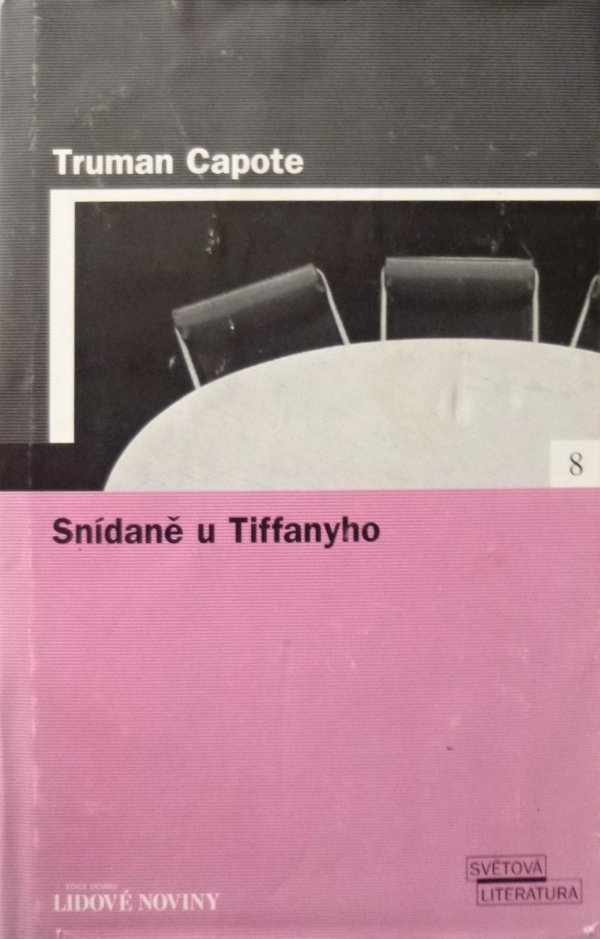 Truman Capote
8
Snídaně u Tiffanyho
EDICE DENÍKU
LIDOVÉ NOVINY
SVĚTOVÁ
LITERATURA